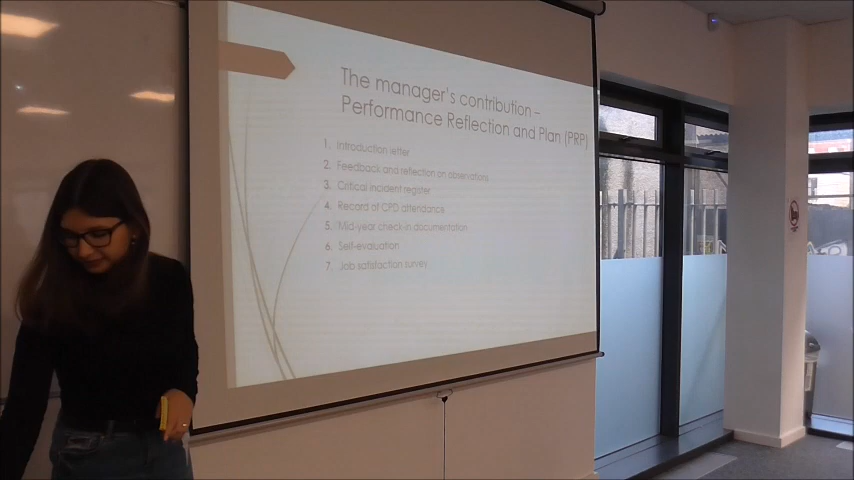 The manager's contribution –
Performance Reflection and Plan (PRP)
1. Introduction letter
2. Feedback and reflection on observations
3. Critical incident register
4. Record of CPD attendance
5. Mid-year check-in documentation
6. Self-evaluation
7. Job satisfaction survey